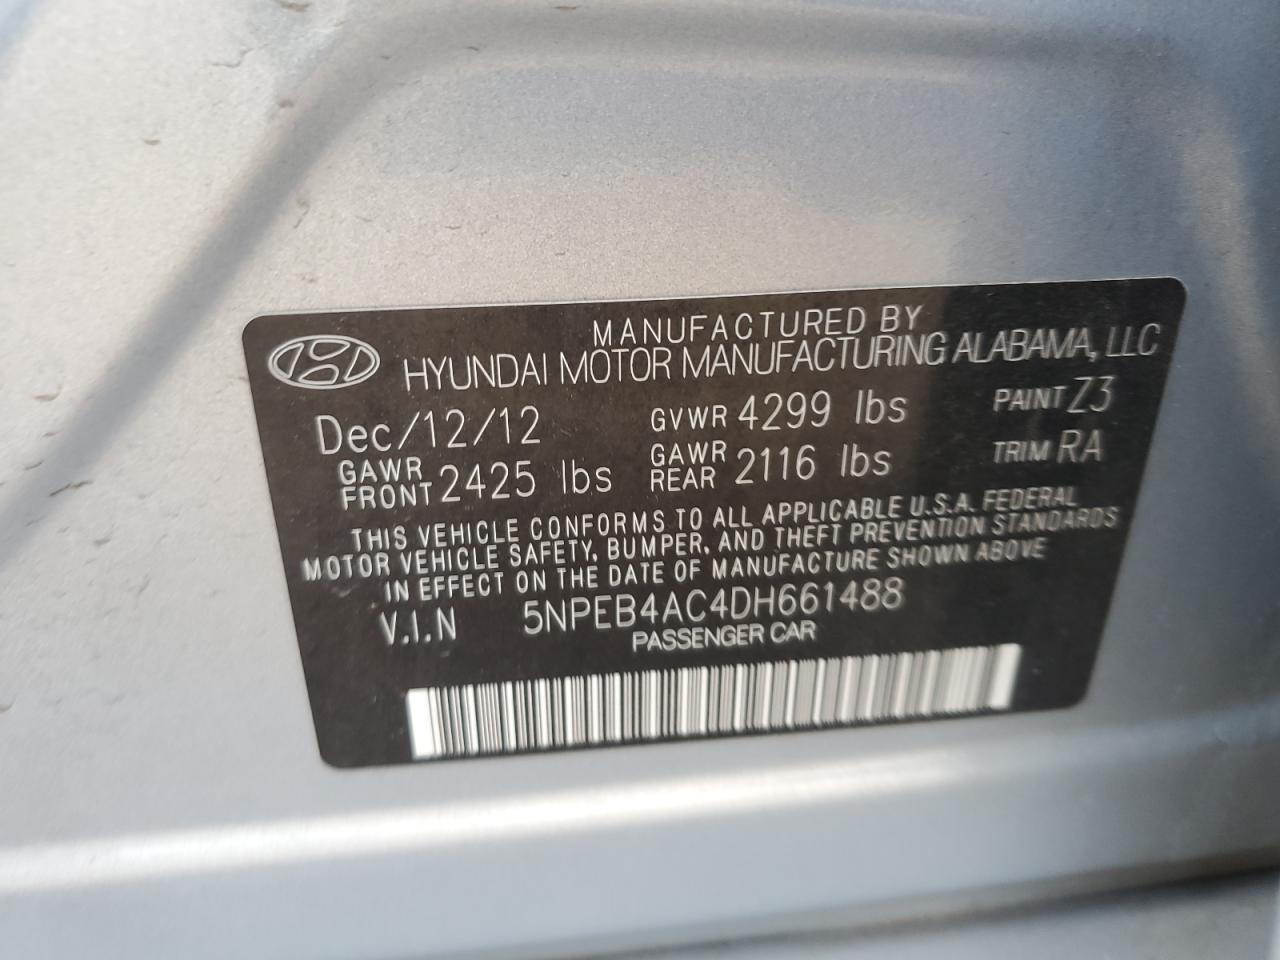 MANUFACTURED BY
HYUNDAI MOTOR MANUFACTURING ALABAMA, LLC
Dec/12/12 GVWR 4299 lbs PAINT Z3
GAWR FRONT 2425 lbs GAWR REAR 2116 lbs TRIM RA
THIS VEHICLE CONFORMS TO ALL APPLICABLE U.S.A. FEDERAL
MOTOR VEHICLE SAFETY, BUMPER, AND THEFT PREVENTION STANDARDS
IN EFFECT ON THE DATE OF MANUFACTURE SHOWN ABOVE
V.I.N 5NPEB4AC4DH661488
PASSENGER CAR